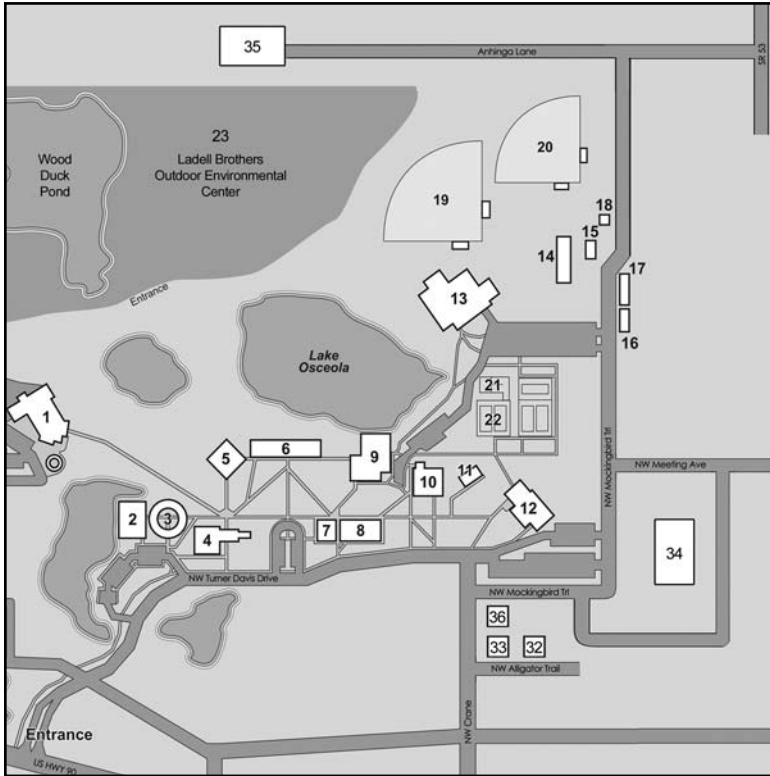 35
Anhinga Lane
SR 53
23
Ladell Brothers
Outdoor Environmental
Center
Wood
Duck
Pond
20
19
18
15
14
17
Entrance
13
16
Lake
Osceola
21
22
1
6
5
9
NW Mockingbird Trl
NW Meeting Ave
11
10
12
2
3
4
7
8
34
NW Turner Davis Drive
NW Mockingbird Trl
36
33
32
NW Alligator Trail
NW Crane
Entrance
US HWY 90